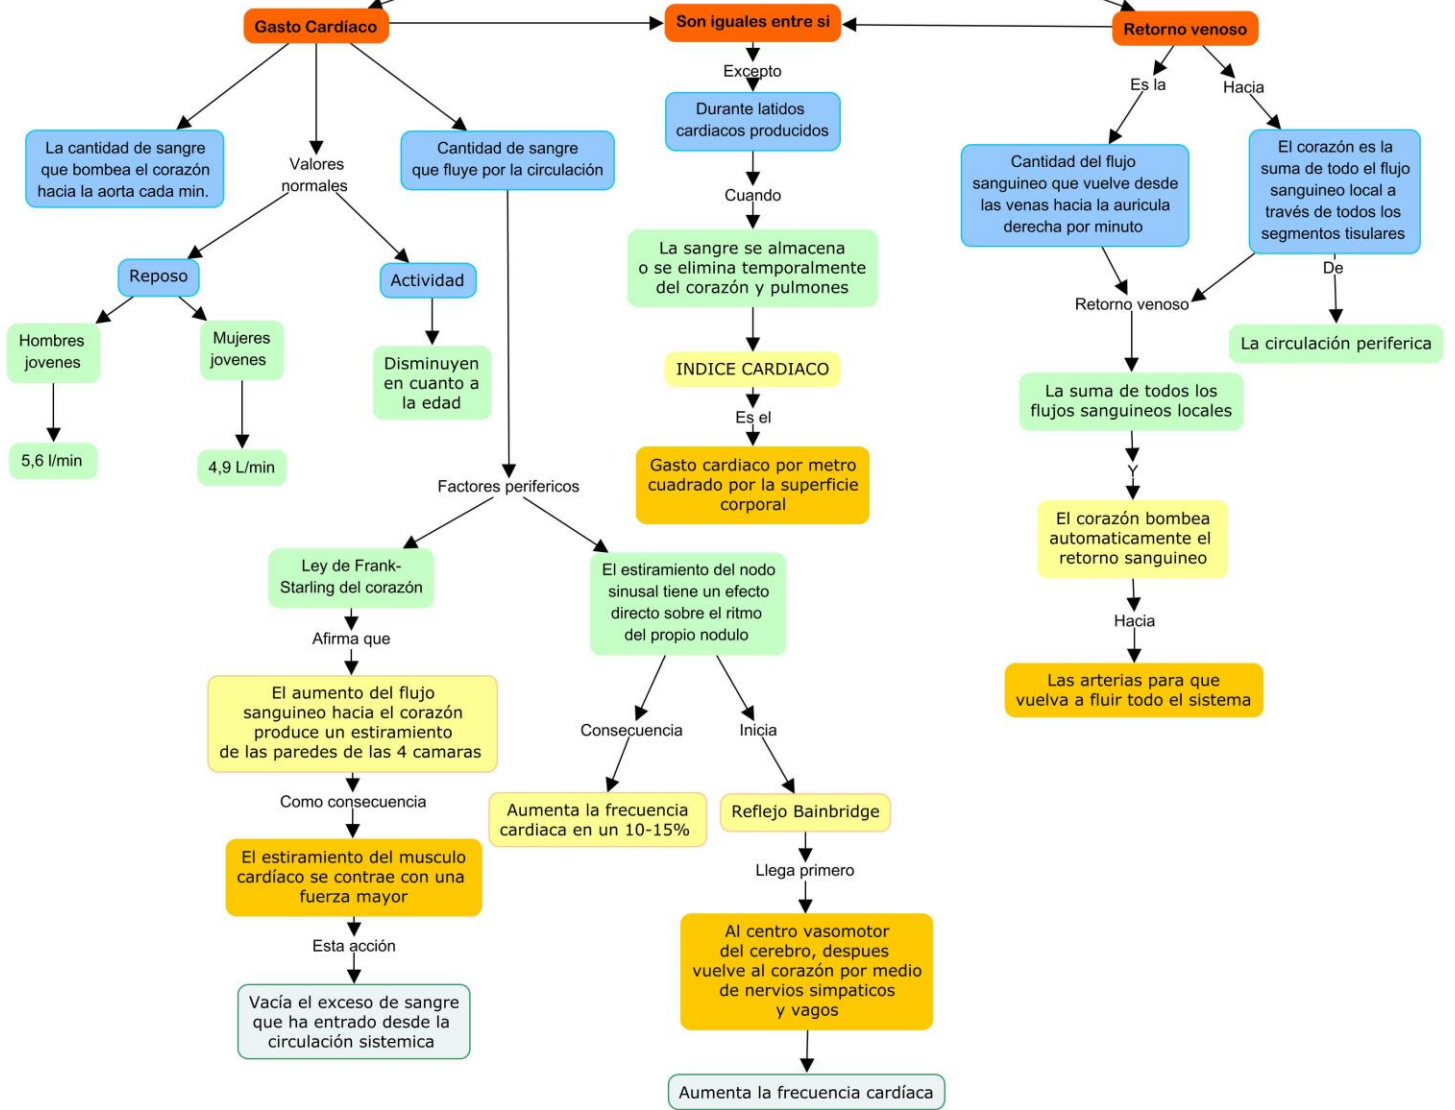 Gasto Cardíaco
Son iguales entre si
Retorno venoso
Excepto
Es la
Hacia
Durante latidos
cardiacos producidos
La cantidad de sangre
que bombea el corazón
hacia la aorta cada min.
Valores
normales
Cantidad de sangre
que fluye por la circulación
Cantidad del flujo
sanguineo que vuelve desde
las venas hacia la auricula
derecha por minuto
El corazón es la
suma de todo el flujo
sanguineo local a
través de todos los
segmentos tisulares
Cuando
La sangre se almacena
o se elimina temporalmente
del corazón y pulmones
Reposo
Actividad
De
Retorno venoso
Hombres
jovenes
Mujeres
jovenes
Disminuyen
en cuanto a
la edad
INDICE CARDIACO
La circulación periferica
Es el
La suma de todos los
flujos sanguineos locales
5,6 l/min
4,9 L/min
Gasto cardiaco por metro
cuadrado por la superficie
corporal
Y
Factores perifericos
El corazón bombea
automaticamente el
retorno sanguineo
Ley de Frank-
Starling del corazón
El estiramiento del nodo
sinusal tiene un efecto
directo sobre el ritmo
del propio nodulo
Hacia
Afirma que
Las arterias para que
vuelva a fluir todo el sistema
El aumento del flujo
sanguineo hacia el corazón
produce un estiramiento
de las paredes de las 4 camaras
Consecuencia
Inicia
Como consecuencia
Aumenta la frecuencia
cardiaca en un 10-15%
Reflejo Bainbridge
El estiramiento del musculo
cardíaco se contrae con una
fuerza mayor
Llega primero
Esta acción
Al centro vasomotor
del cerebro, despues
vuelve al corazón por medio
de nervios simpaticos
y vagos
Vacía el exceso de sangre
que ha entrado desde la
circulación sistemica
Aumenta la frecuencia cardíaca